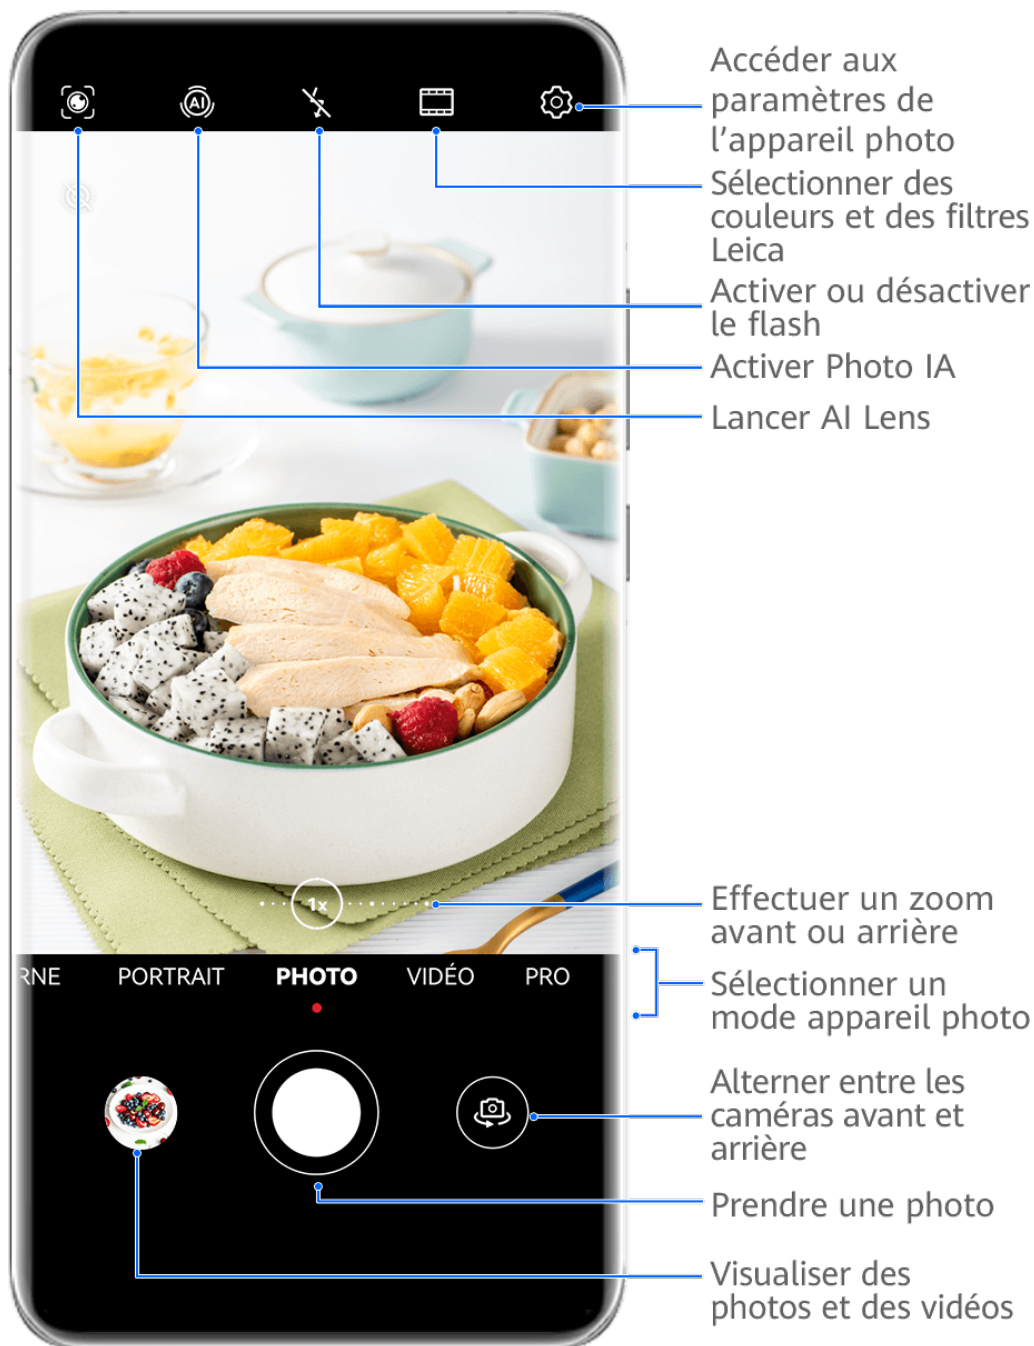 Accéder aux
paramètres de
l’appareil photo
AI
Sélectionner des
couleurs et des filtres
Leica
Activer ou désactiver
le flash
Activer Photo IA
Lancer AI Lens
1x
Effectuer un zoom
avant ou arrière
RNE PORTRAIT PHOTO VIDÉO PRO
Sélectionner un
mode appareil photo
Alterner entre les
caméras avant et
arrière
Prendre une photo
Visualiser des
photos et des vidéos